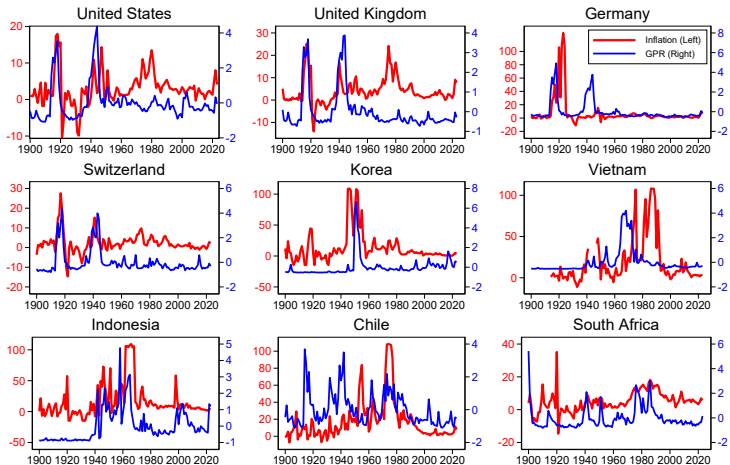 United States United Kingdom Germany
20 4 30 4 8
10 2 20 3 100 6
0 0 10 2 80 4
-10 -2 0 1 60 2
-10 0 40 0
-1 20 -2
0
-20
Inflation (Left)
GPR (Right)
1900 1920 1940 1960 1980 2000 2020 1900 1920 1940 1960 1980 2000 2020 1900 1920 1940 1960 1980 2000 2020
Switzerland Korea Vietnam
30 6 100 8 100 6
20 4 50 6 50 4
10 2 0 4 0 2
0 0 -50 2 0
-10 -2 0 -2
-20 -2
1900 1920 1940 1960 1980 2000 2020 1900 1920 1940 1960 1980 2000 2020 1900 1920 1940 1960 1980 2000 2020
Indonesia Chile South Africa
100 5 100 4 40 6
50 4 80 2 20 4
0 3 60 0 0 2
-50 2 40 -2 -20 0
1 20 -2
0 0
-1
1900 1920 1940 1960 1980 2000 2020 1900 1920 1940 1960 1980 2000 2020 1900 1920 1940 1960 1980 2000 2020